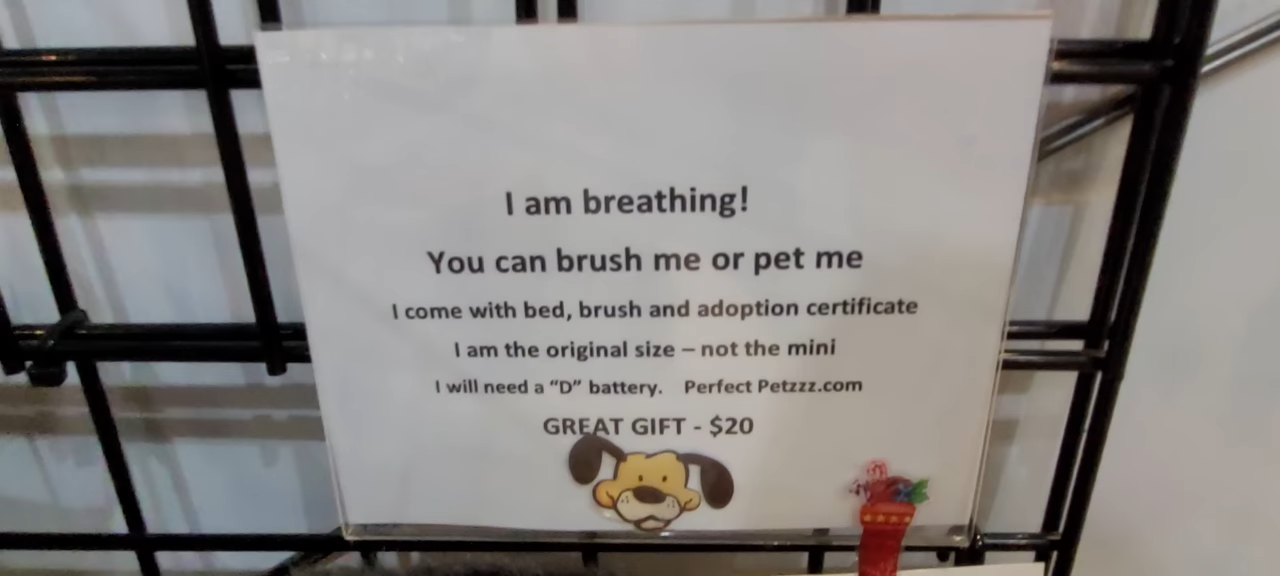 I am breathing!
You can brush me or pet me
I come with bed, brush and adoption certificate
I am the original size – not the mini
I will need a “D” battery. Perfect Petzzz.com
GREAT GIFT - $20